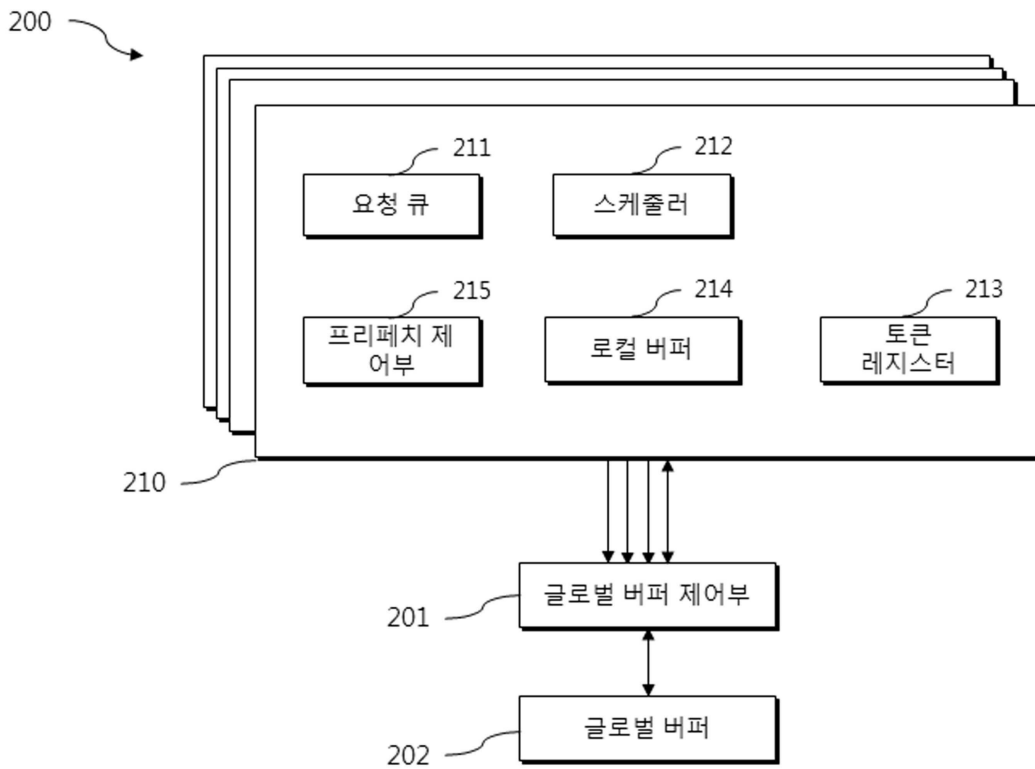 200
211
212
요청 큐
스케줄러
215
214
213
프리페치 제
어부
로컬 버퍼
토큰
레지스터
210
201
글로벌 버퍼 제어부
202
글로벌 버퍼